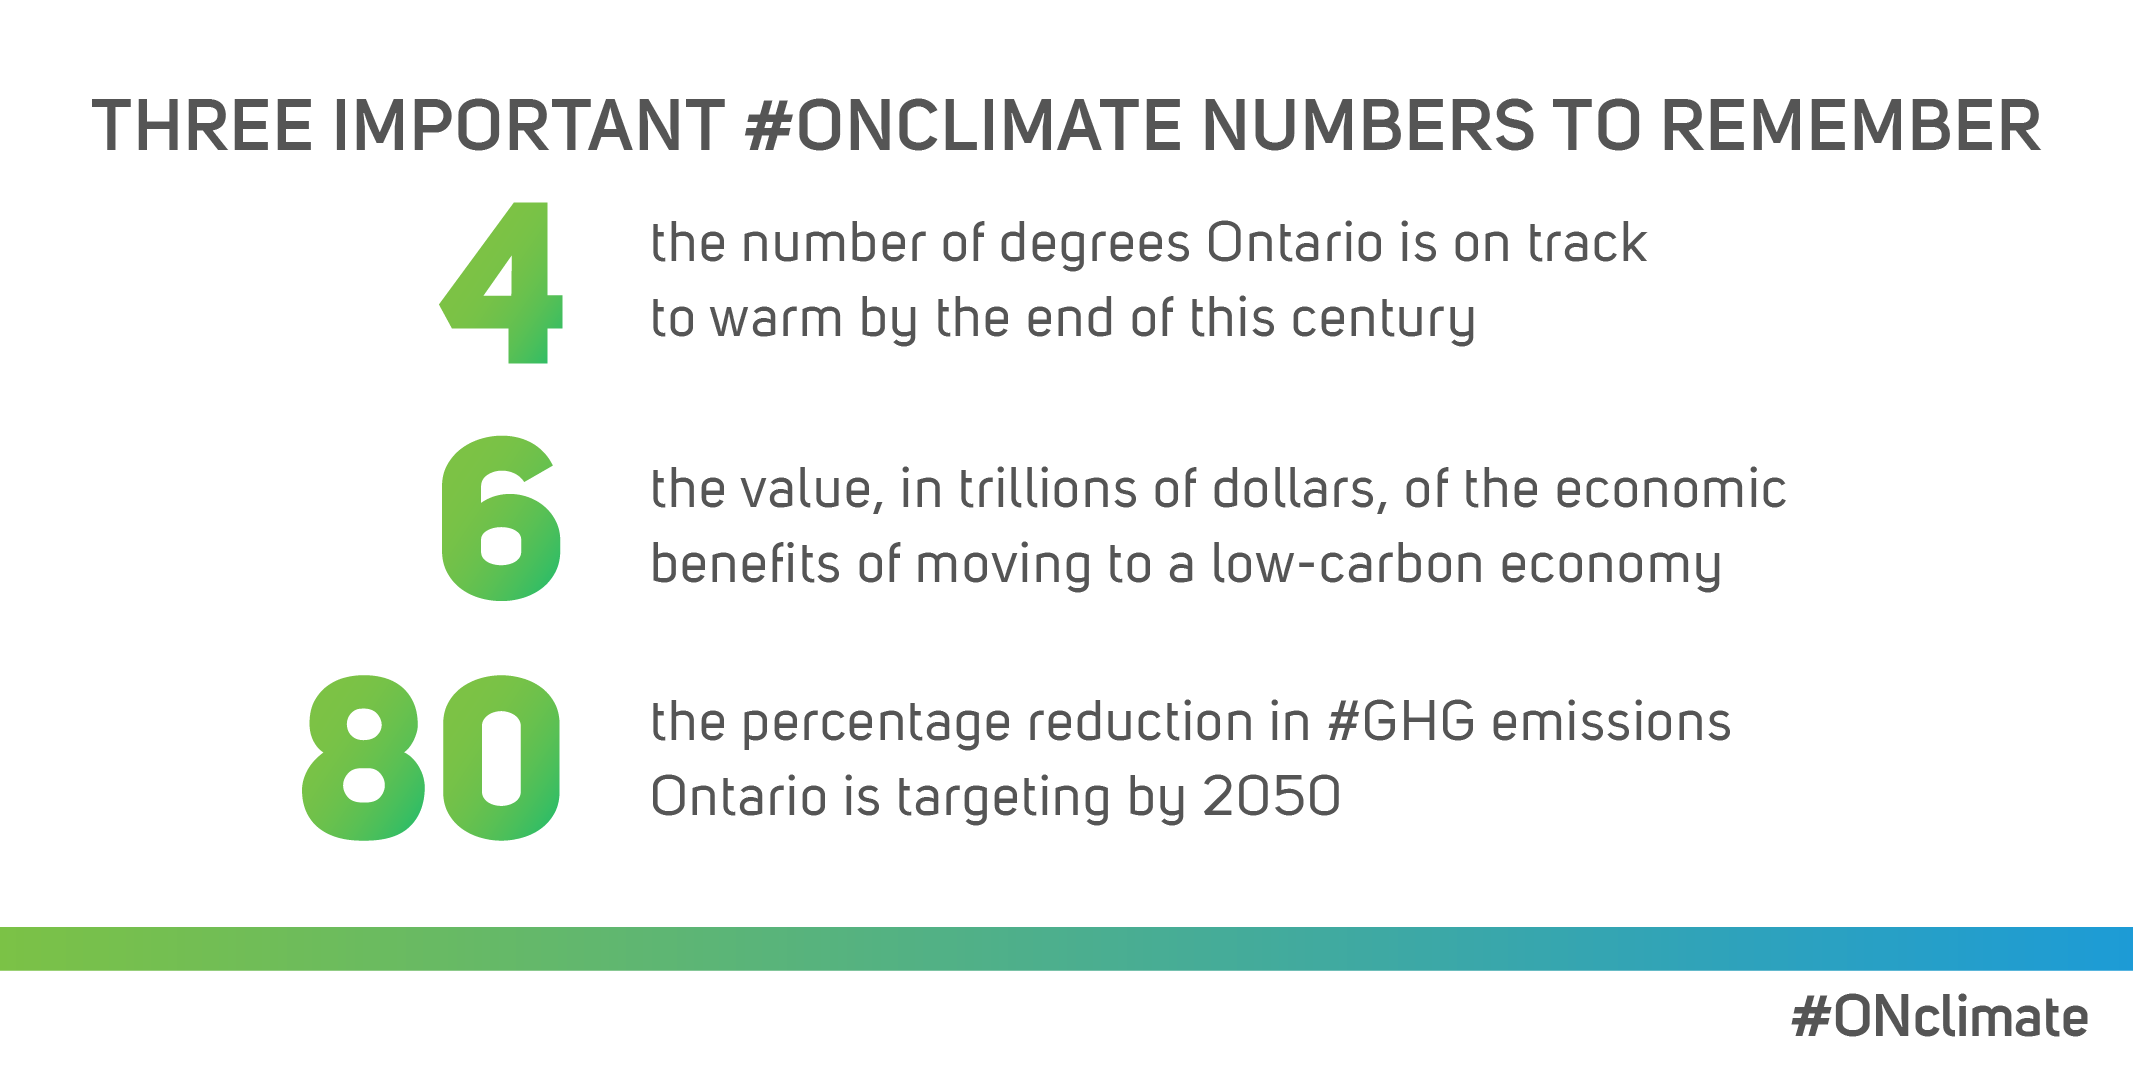 THREE IMPORTANT #ONCLIMATE NUMBERS TO REMEMBER
4
the number of degrees Ontario is on track
to warm by the end of this century
6
the value, in trillions of dollars, of the economic
benefits of moving to a low-carbon economy
80
the percentage reduction in #GHG emissions
Ontario is targeting by 2050
#ONclimate